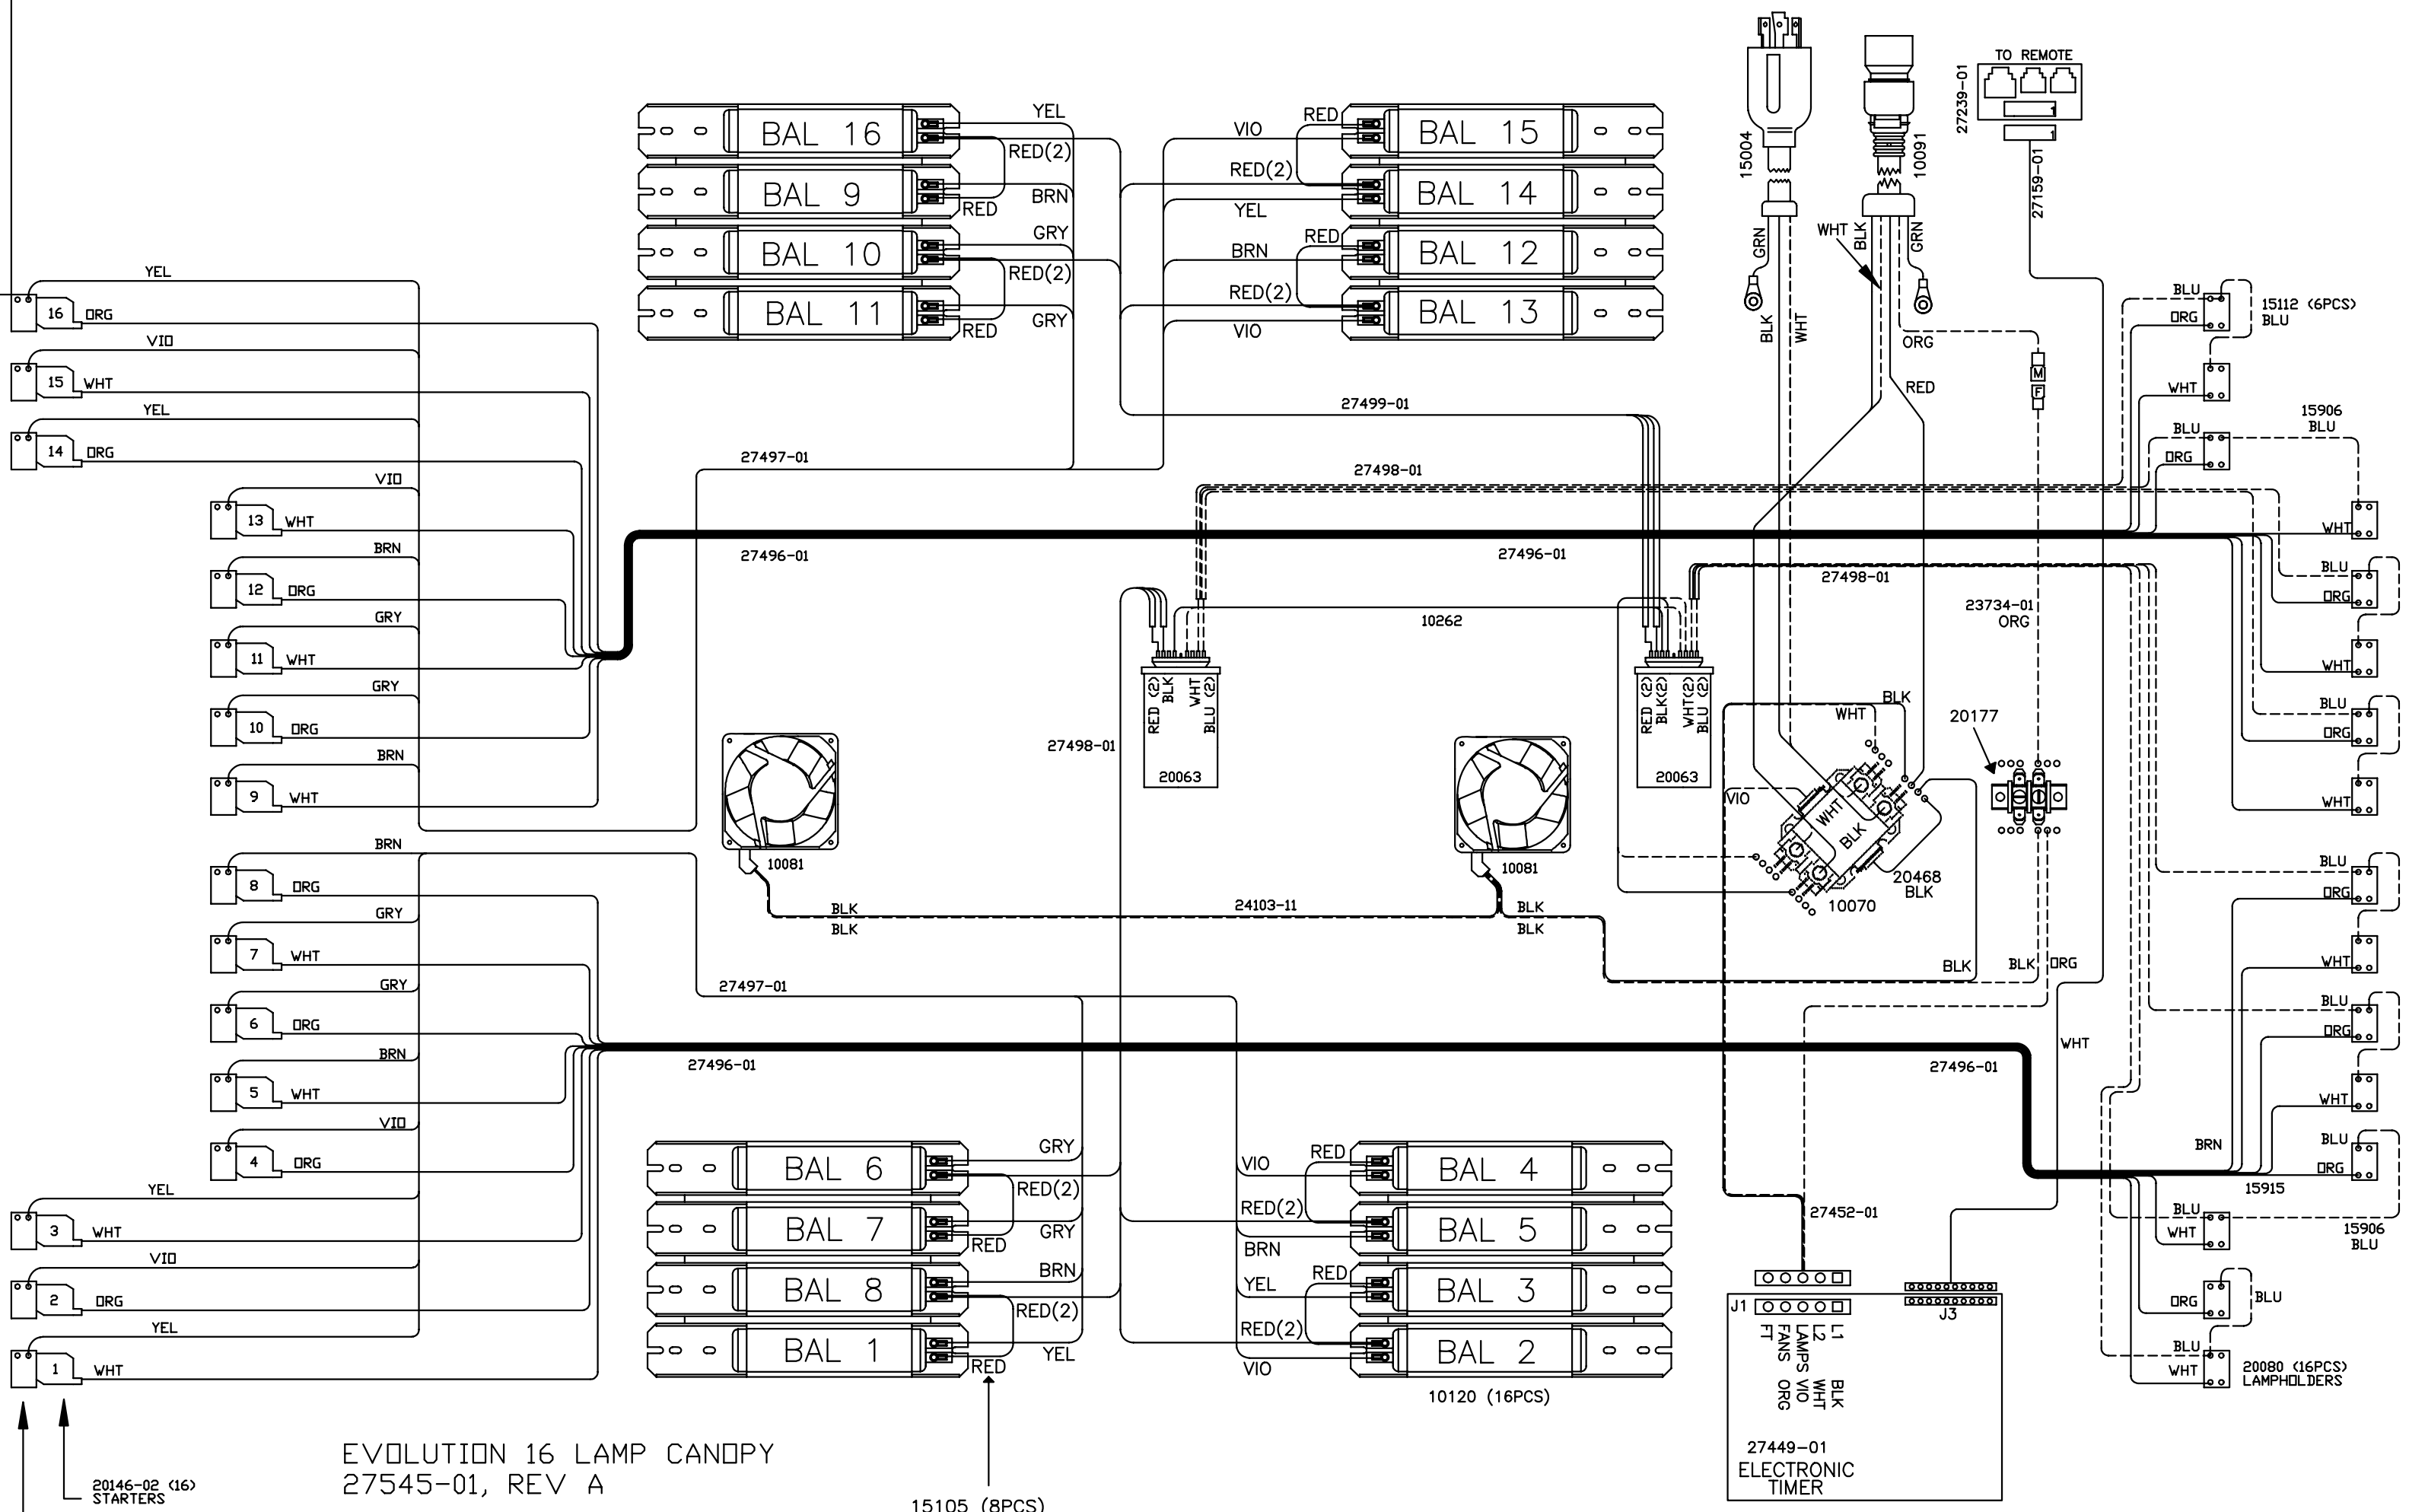 TO REMOTE
27239-01
27159-01
15004
10091
BAL 16
BAL 9
BAL 10
BAL 11
YEL
RED(2)
BRN
RED
GRY
RED(2)
RED
GRY
BAL 15
BAL 14
BAL 12
BAL 13
RED
VIO
RED(2)
YEL
RED
BRN
RED(2)
VIO
GRN
BLK
WHT
WHT
BLK
GRN
ORG
RED
M
F
YEL
16
ORG
VIO
15
WHT
YEL
14
ORG
VIO
13
WHT
BRN
12
ORG
GRY
11
WHT
GRY
10
ORG
BRN
9
WHT
BRN
8
ORG
GRY
7
WHT
GRY
6
ORG
BRN
5
WHT
VIO
4
ORG
YEL
3
WHT
VIO
2
ORG
YEL
1
WHT
27499-01
27497-01
27498-01
27496-01
27496-01
27498-01
10262
23734-01
ORG
RED (2)
BLK
WHT
BLU (2)
20063
RED (2)
BLK(2)
WHT(2)
BLU (2)
20063
27498-01
10081
10081
BLK
BLK
24103-11
BLK
BLK
WHT
BLK
VIO
WHT
BLK
20177
20468
BLK
10070
BLK
BLK
ORG
WHT
27497-01
27496-01
27496-01
BLU
ORG
15112 (6PCS)
BLU
WHT
15906
BLU
BLU
ORG
WHT
BLU
ORG
WHT
BLU
ORG
WHT
BLU
ORG
WHT
BLU
ORG
WHT
BRN
BLU
ORG
15915
BLU
WHT
15906
BLU
ORG
BLU
BLU
WHT
20080 (16PCS)
LAMPHOLDERS
BAL 6
BAL 7
BAL 8
BAL 1
GRY
RED(2)
RED
GRY
BRN
RED(2)
RED
YEL
BAL 4
BAL 5
BAL 3
BAL 2
RED
VIO
RED(2)
BRN
RED
YEL
RED(2)
VIO
10120 (16PCS)
27452-01
J1
J3
L1 BLK
L2 WHT
LAMPS VIO
FANS ORG
FT
27449-01
ELECTRONIC
TIMER
20146-02 (16)
STARTERS
EVOLUTION 16 LAMP CANOPY
27545-01, REV A
15105 (8PCS)